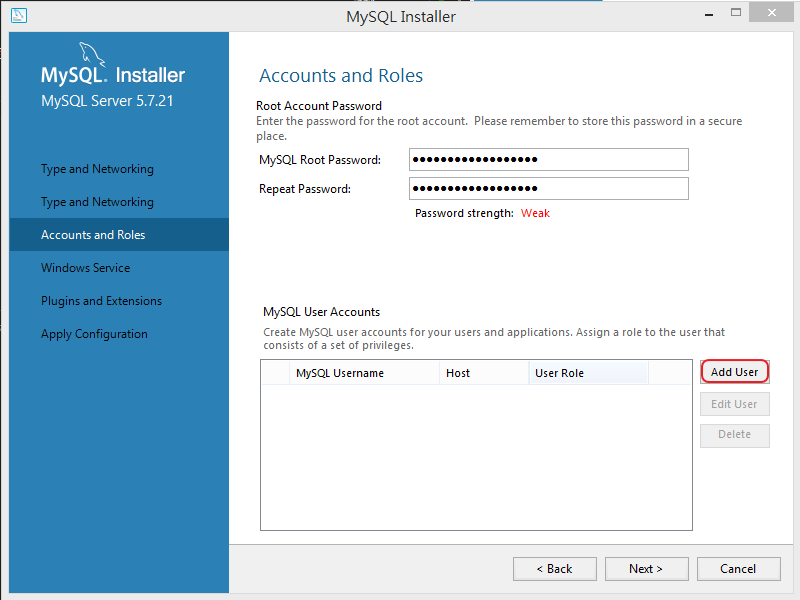 MySQL Installer
MySQL. Installer
MySQL Server 5.7.21
Type and Networking
Type and Networking
Accounts and Roles
Windows Service
Plugins and Extensions
Apply Configuration
Accounts and Roles
Root Account Password
Enter the password for the root account. Please remember to store this password in a secure
place.
MySQL Root Password: ●●●●●●●●●●●●●●●●●●
Repeat Password: ●●●●●●●●●●●●●●●●●●
Password strength: Weak
MySQL User Accounts
Create MySQL user accounts for your users and applications. Assign a role to the user that
consists of a set of privileges.
MySQL Username Host User Role
Add User
Edit User
Delete
< Back Next > Cancel